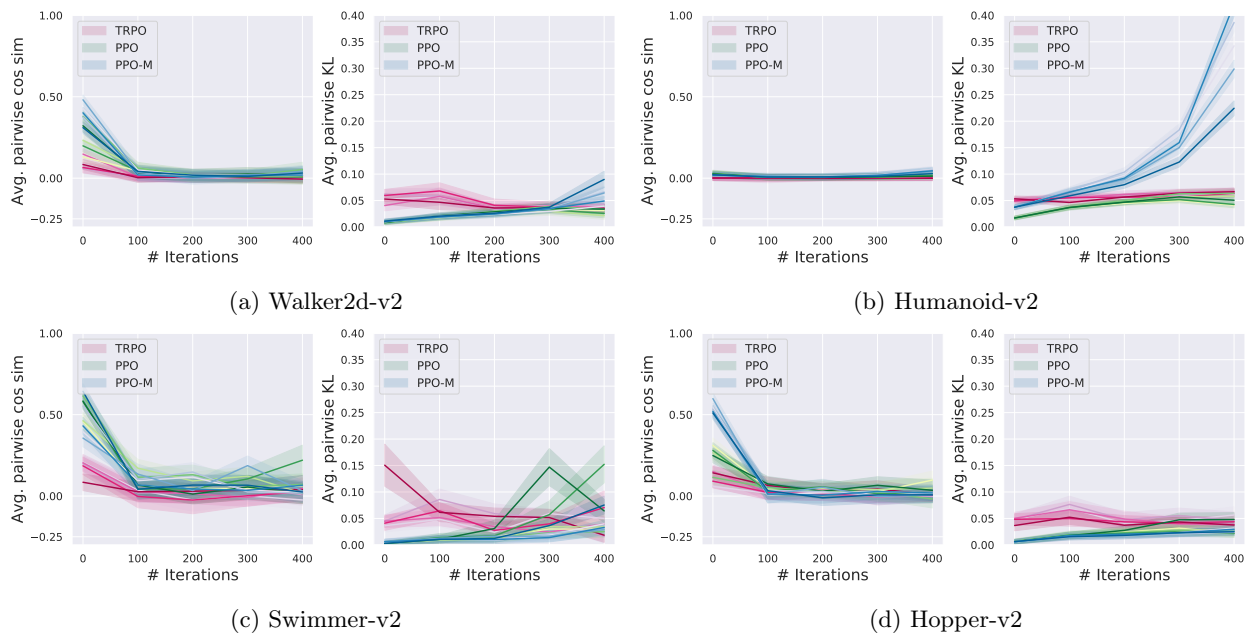 Avg. pairwise cos sim
1.00
0.50
0.00
−0.25
TRPO
PPO
PPO-M
0
100
200
300
400
# Iterations
Avg. pairwise KL
0.40
0.35
0.30
0.25
0.20
0.15
0.10
0.05
0.00
TRPO
PPO
PPO-M
0
100
200
300
400
# Iterations
(a) Walker2d-v2
Avg. pairwise cos sim
1.00
0.50
0.00
−0.25
TRPO
PPO
PPO-M
0
100
200
300
400
# Iterations
Avg. pairwise KL
0.40
0.35
0.30
0.25
0.20
0.15
0.10
0.05
0.00
TRPO
PPO
PPO-M
0
100
200
300
400
# Iterations
(b) Humanoid-v2
Avg. pairwise cos sim
1.00
0.50
0.00
−0.25
TRPO
PPO
PPO-M
0
100
200
300
400
# Iterations
Avg. pairwise KL
0.40
0.35
0.30
0.25
0.20
0.15
0.10
0.05
0.00
TRPO
PPO
PPO-M
0
100
200
300
400
# Iterations
(c) Swimmer-v2
Avg. pairwise cos sim
1.00
0.50
0.00
−0.25
TRPO
PPO
PPO-M
0
100
200
300
400
# Iterations
Avg. pairwise KL
0.40
0.35
0.30
0.25
0.20
0.15
0.10
0.05
0.00
TRPO
PPO
PPO-M
0
100
200
300
400
# Iterations
(d) Hopper-v2